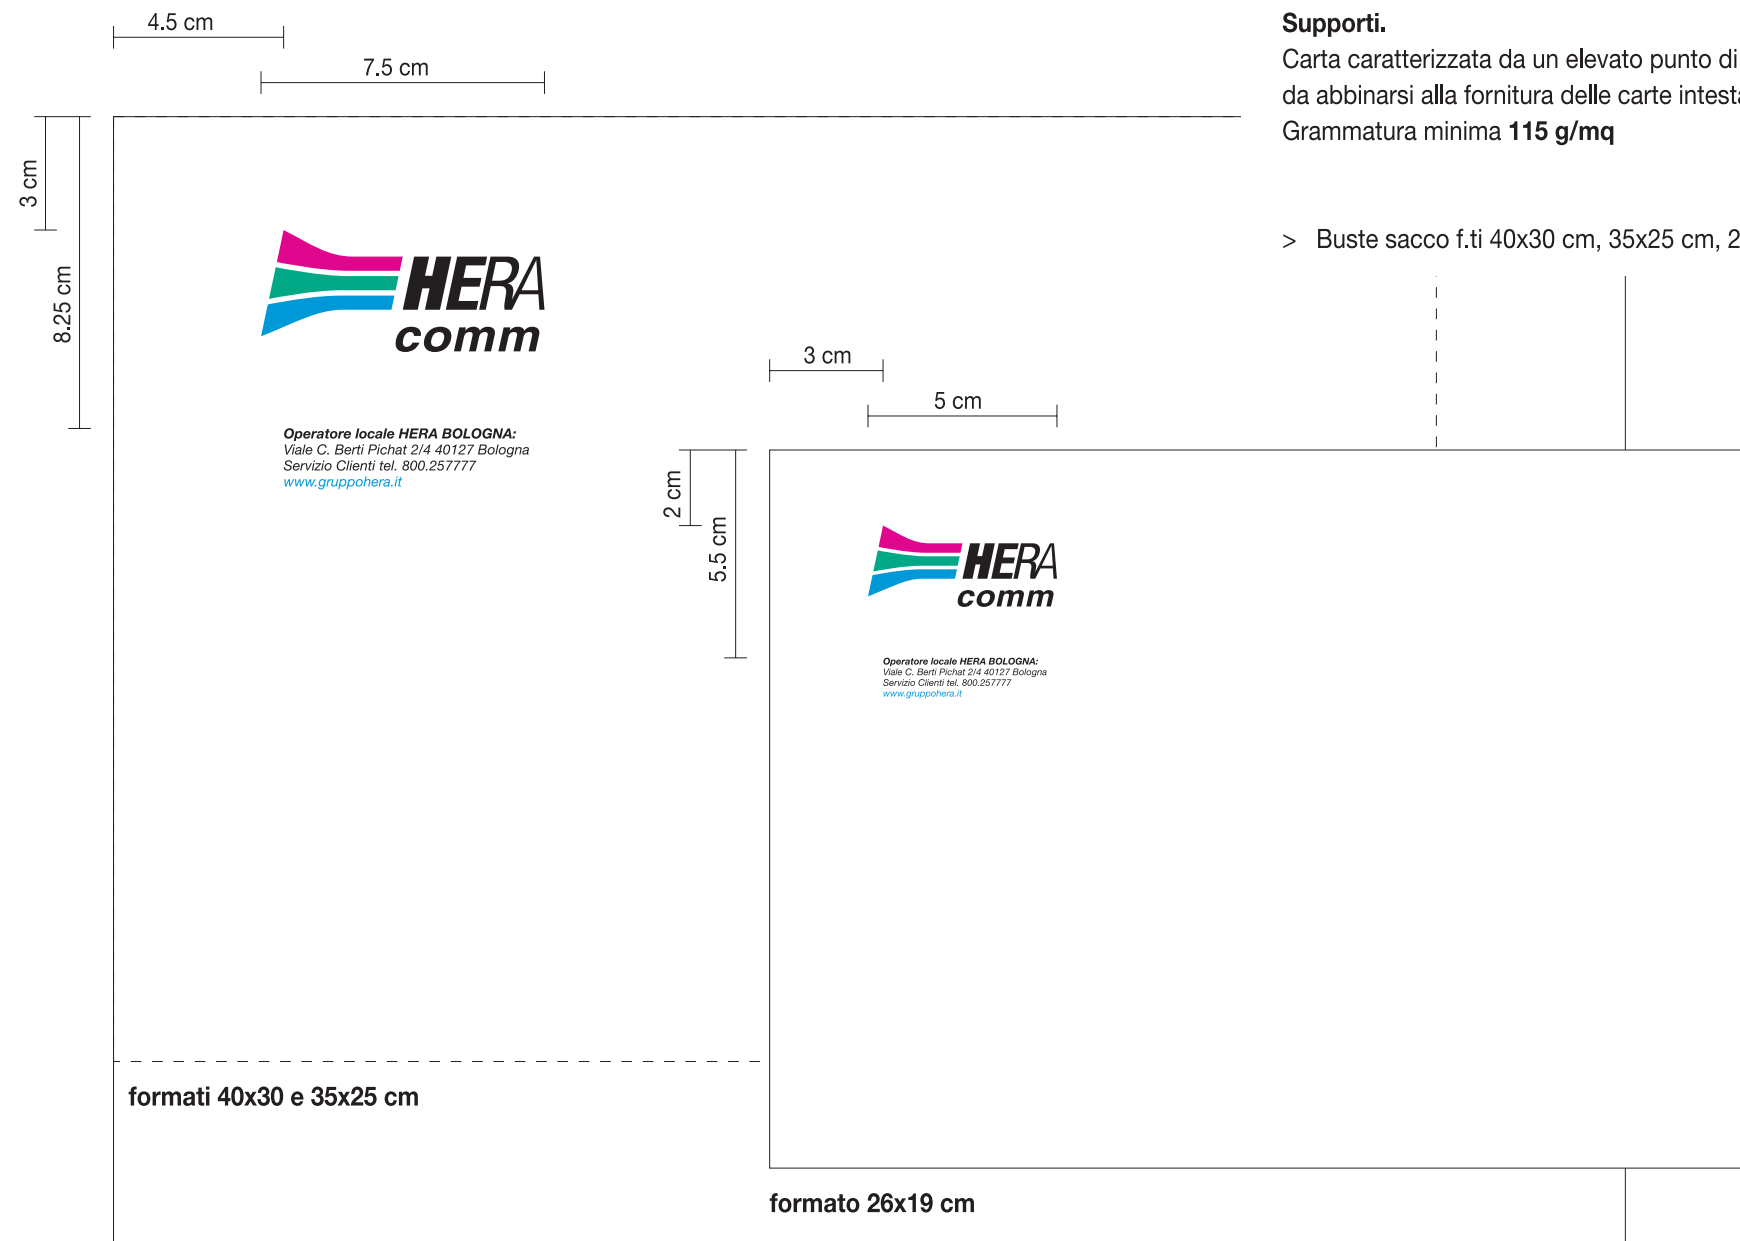 4.5 cm
7.5 cm
3 cm
8.25 cm
HERA
comm
Operatore locale HERA BOLOGNA:
Viale C. Berti Pichat 2/4 40127 Bologna
Servizio Clienti tel. 800.257777
www.gruppohera.it
formati 40x30 e 35x25 cm
Supporti.
Carta caratterizzata da un elevato punto di
da abbinarsi alla fornitura delle carte intesta
Grammatura minima 115 g/mq
> Buste sacco f.ti 40x30 cm, 35x25 cm, 2
3 cm
5 cm
2 cm
5.5 cm
HERA
comm
Operatore locale HERA BOLOGNA:
Viale C. Berti Pichat 2/4 40127 Bologna
Servizio Clienti tel. 800.257777
www.gruppohera.it
formato 26x19 cm